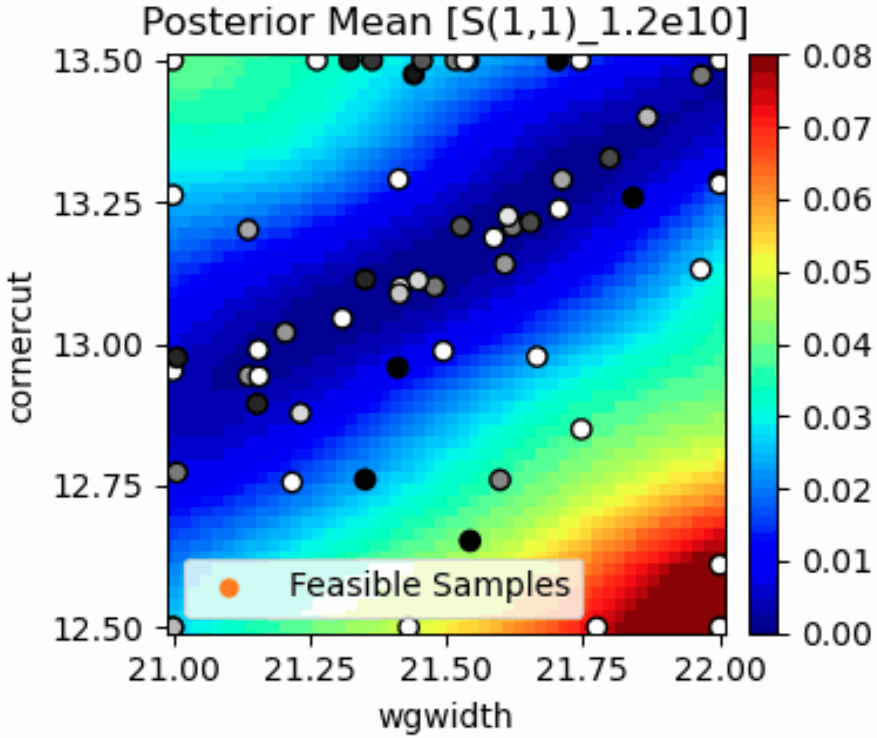 Posterior Mean [S(1,1)_1.2e10]
13.50
13.25
13.00
12.75
12.50
cornercut
21.00 21.25 21.50 21.75 22.00
wgwidth
Feasible Samples
0.08
0.07
0.06
0.05
0.04
0.03
0.02
0.01
0.00